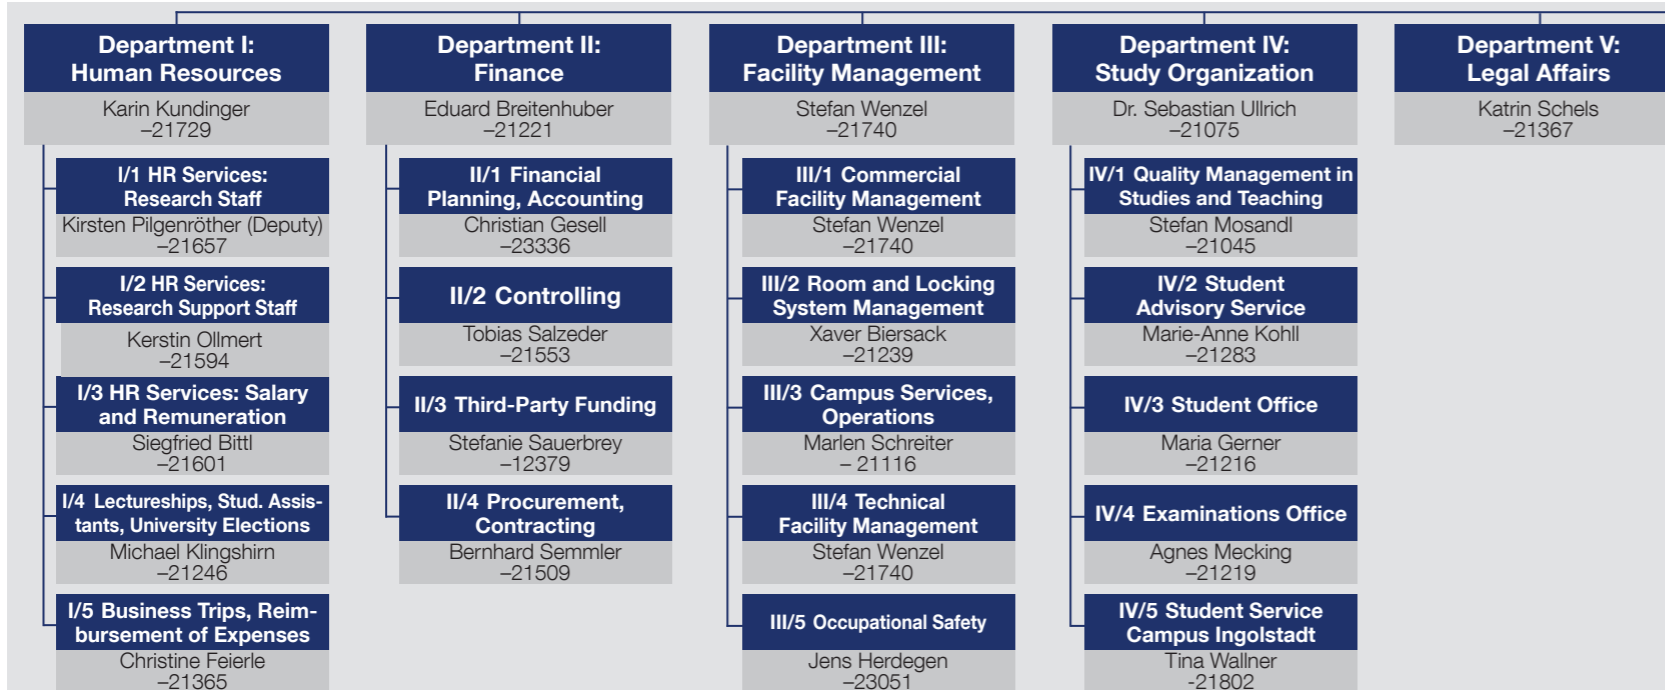 Department I:
Human Resources
Karin Kundinger
–21729
I/1 HR Services:
Research Staff
Kirsten Pilgenröther (Deputy)
–21657
I/2 HR Services:
Research Support Staff
Kerstin Ollmert
–21594
I/3 HR Services: Salary
and Remuneration
Siegfried Bittl
–21601
I/4 Lectureships, Stud. Assis-
tants, University Elections
Michael Klingshirn
–21246
I/5 Business Trips, Reim-
bursement of Expenses
Christine Feierle
–21365
Department II:
Finance
Eduard Breitenhuber
–21221
II/1 Financial
Planning, Accounting
Christian Gesell
–23336
II/2 Controlling
Tobias Salzeder
–21553
II/3 Third-Party Funding
Stefanie Sauerbrey
–12379
II/4 Procurement,
Contracting
Bernhard Semmler
–21509
Department III:
Facility Management
Stefan Wenzel
–21740
III/1 Commercial
Facility Management
Stefan Wenzel
–21740
III/2 Room and Locking
System Management
Xaver Biersack
–21239
III/3 Campus Services,
Operations
Marlen Schreiter
– 21116
III/4 Technical
Facility Management
Stefan Wenzel
–21740
III/5 Occupational Safety
Jens Herdegen
–23051
Department IV:
Study Organization
Dr. Sebastian Ullrich
–21075
IV/1 Quality Management in
Studies and Teaching
Stefan Mosandl
–21045
IV/2 Student
Advisory Service
Marie-Anne Kohll
–21283
IV/3 Student Office
Maria Gerner
–21216
IV/4 Examinations Office
Agnes Mecking
–21219
IV/5 Student Service
Campus Ingolstadt
Tina Wallner
-21802
Department V:
Legal Affairs
Katrin Schels
–21367